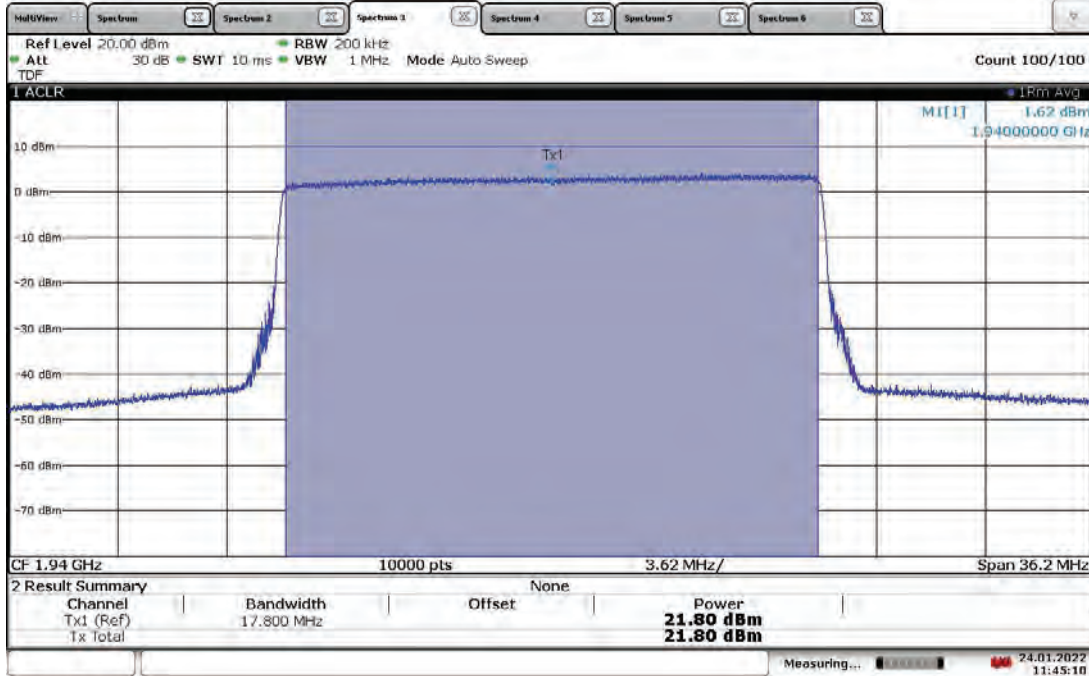 MultiView Spectrum Spectrum 2 Spectrum 3 Spectrum 4 Spectrum 5 Spectrum 6
Ref Level 20.00 dBm RBW 200 kHz
Att 30 dB SWT 10 ms VBW 1 MHz Mode Auto Sweep Count 100/100
TDF
1 ACLR 1Rm Avg
M1[1] 1.62 dBm
1.94000000 GHz
10 dBm
Tx1
0 dBm
-10 dBm
-20 dBm
-30 dBm
-40 dBm
-50 dBm
-60 dBm
-70 dBm
CF 1.94 GHz 10000 pts 3.62 MHz/ Span 36.2 MHz
2 Result Summary None
Channel Bandwidth Offset Power
Tx1 (Ref) 17.800 MHz 21.80 dBm
Tx Total 21.80 dBm
Measuring... 24.01.2022
11:45:10